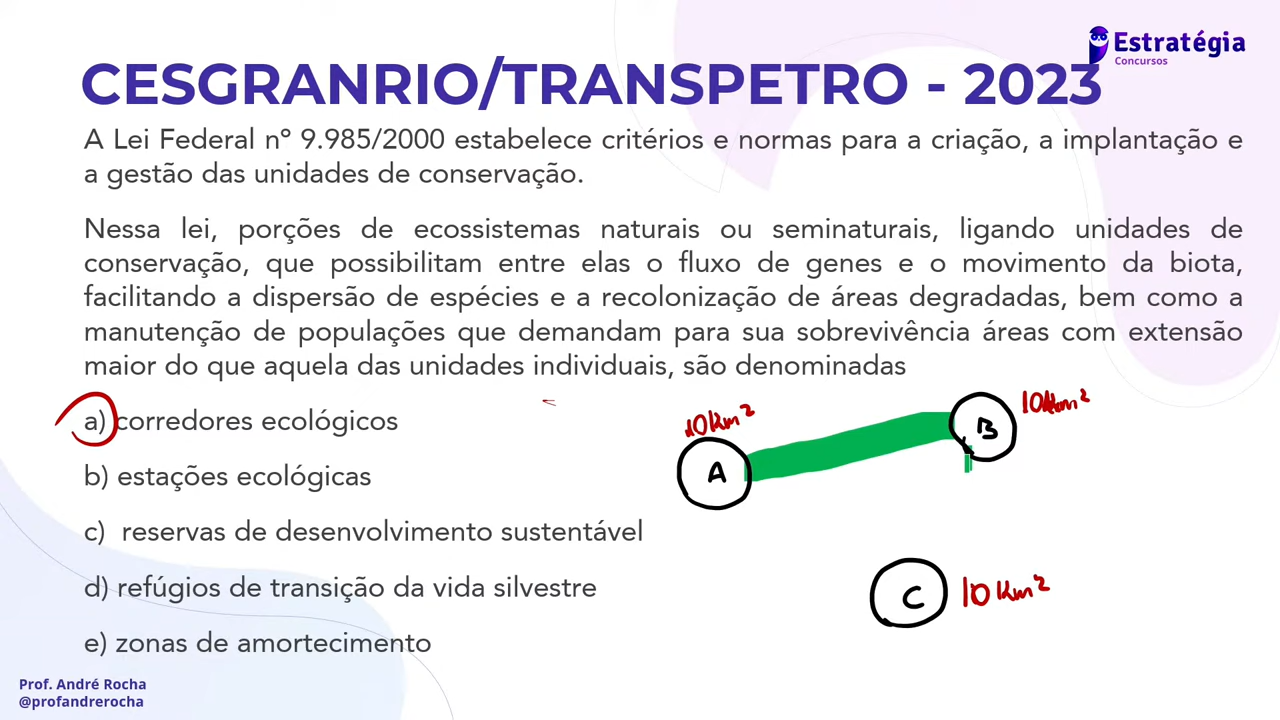 Estratégia
Concursos
CESGRANRIO/TRANSPETRO - 2023
A Lei Federal nº 9.985/2000 estabelece critérios e normas para a criação, a implantação e
a gestão das unidades de conservação.
Nessa lei, porções de ecossistemas naturais ou seminaturais, ligando unidades de
conservação, que possibilitam entre elas o fluxo de genes e o movimento da biota,
facilitando a dispersão de espécies e a recolonização de áreas degradadas, bem como a
manutenção de populações que demandam para sua sobrevivência áreas com extensão
maior do que aquela das unidades individuais, são denominadas
a) corredores ecológicos
b) estações ecológicas
c) reservas de desenvolvimento sustentável
d) refúgios de transição da vida silvestre
e) zonas de amortecimento
10km²
A
B
10km²
C
10km²
Prof. André Rocha
@profandrerocha